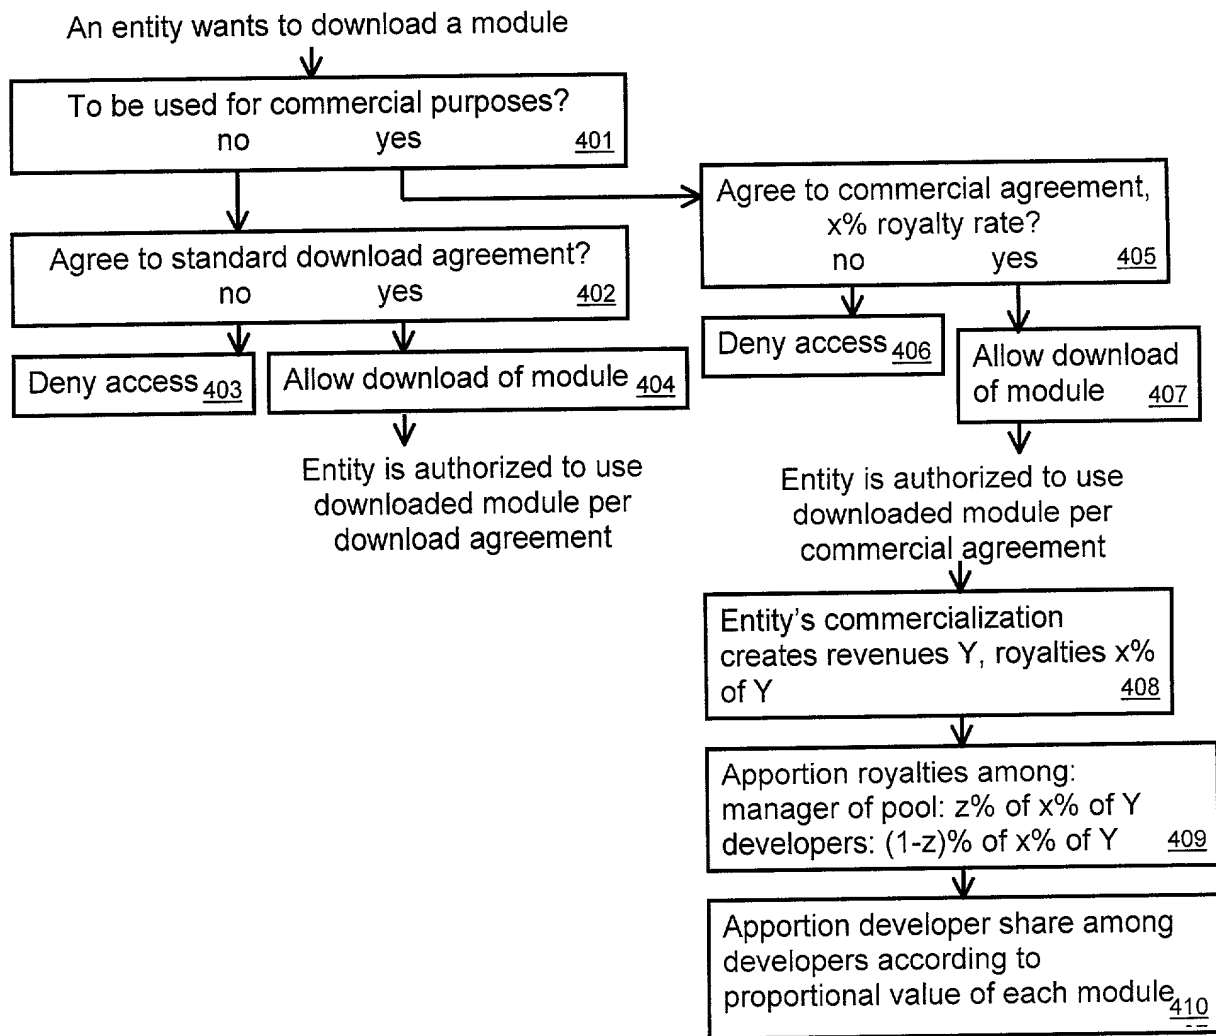 An entity wants to download a module
To be used for commercial purposes?
no yes 401
Agree to standard download agreement?
no yes 402
Deny access 403
Allow download of module 404
Entity is authorized to use
downloaded module per
download agreement
Agree to commercial agreement,
x% royalty rate?
no yes 405
Deny access 406
Allow download
of module 407
Entity is authorized to use
downloaded module per
commercial agreement
Entity's commercialization
creates revenues Y, royalties x%
of Y 408
Apportion royalties among:
manager of pool: z% of x% of Y
developers: (1-z)% of x% of Y 409
Apportion developer share among
developers according to
proportional value of each module 410